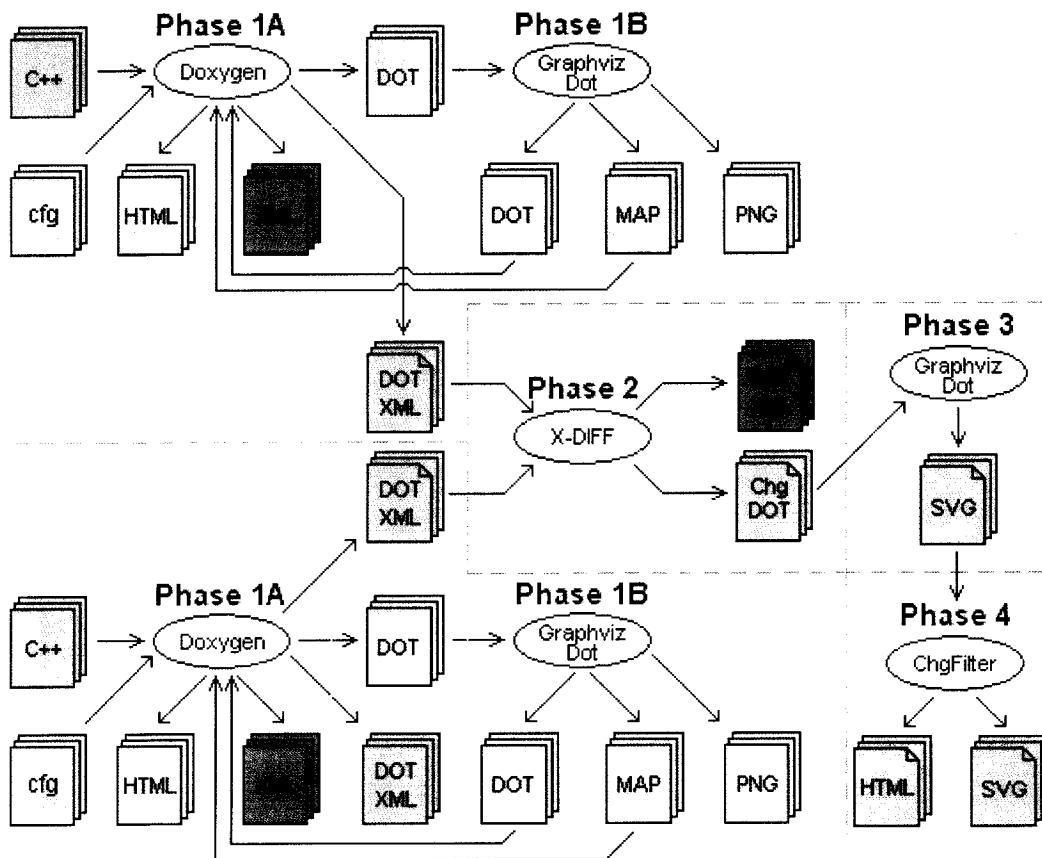 Phase 1A
Phase 1B
C++
Doxygen
DOT
Graphviz
Dot
cfg
HTML
DOT
MAP
PNG
Phase 3
Graphviz
Dot
DOT
XML
Phase 2
X-DIFF
DOT
XML
Chg
DOT
SVG
Phase 1A
Phase 1B
C++
Doxygen
DOT
Graphviz
Dot
Phase 4
ChgFilter
cfg
HTML
DOT
XML
DOT
MAP
PNG
HTML
SVG